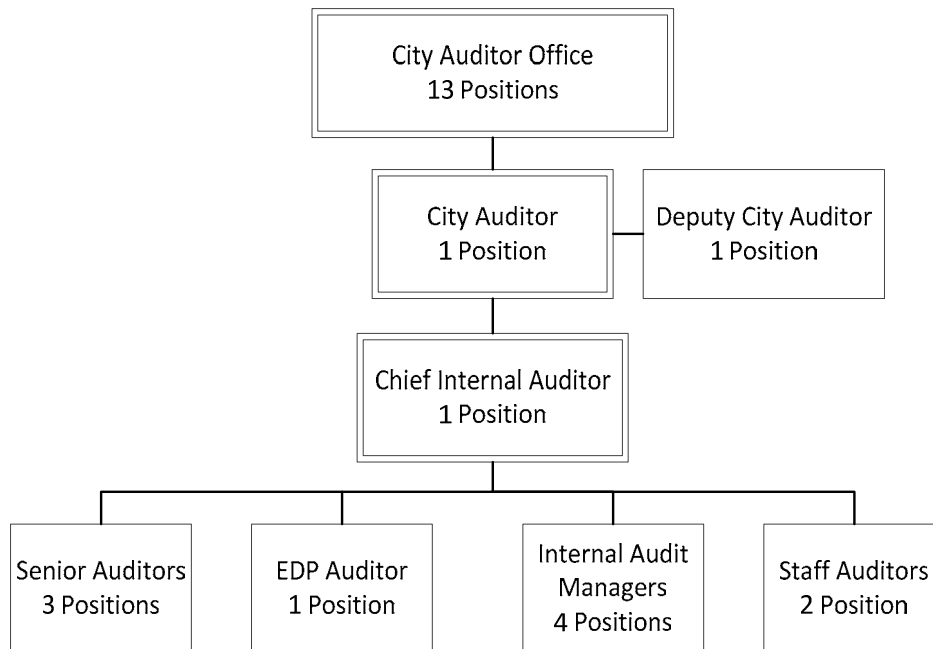 City Auditor Office
13 Positions
City Auditor
1 Position
Deputy City Auditor
1 Position
Chief Internal Auditor
1 Position
Senior Auditors
3 Positions
EDP Auditor
1 Position
Internal Audit
Managers
4 Positions
Staff Auditors
2 Position